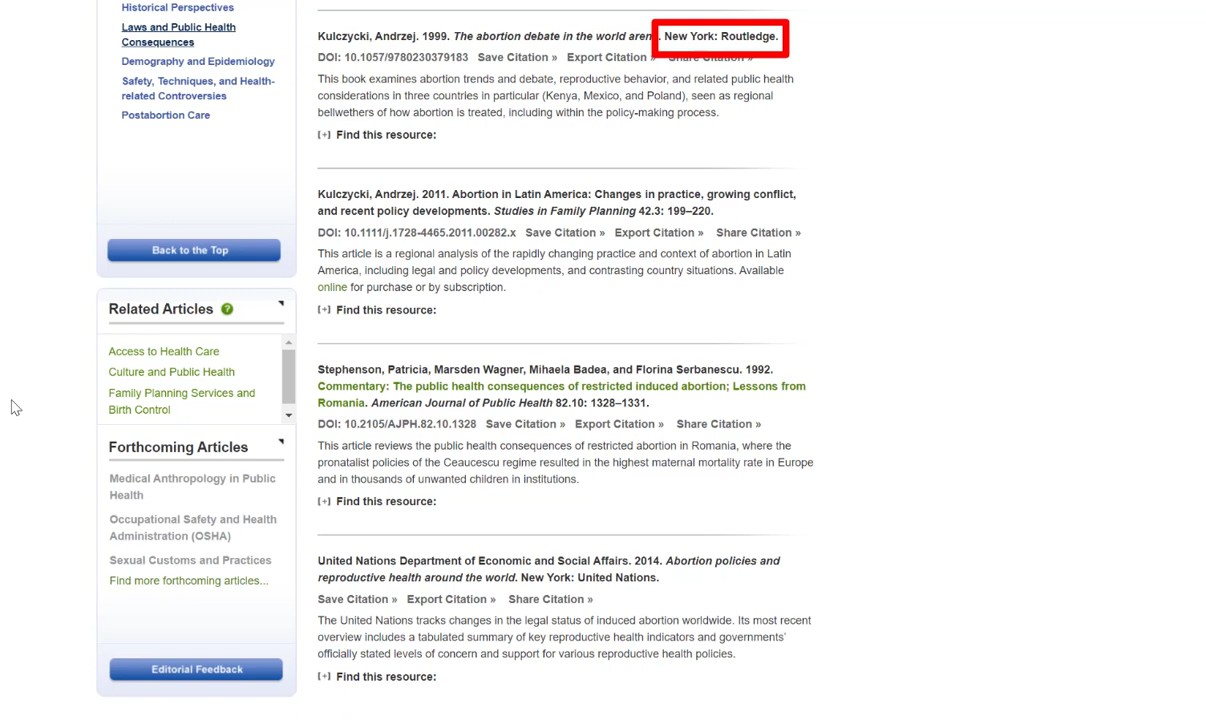 Historical Perspectives
Laws and Public Health
Consequences
Demography and Epidemiology
Safety, Techniques, and Health-
related Controversies
Postabortion Care
Back to the Top
Related Articles ?
Access to Health Care
Culture and Public Health
Family Planning Services and
Birth Control
Forthcoming Articles
Medical Anthropology in Public
Health
Occupational Safety and Health
Administration (OSHA)
Sexual Customs and Practices
Find more forthcoming articles...
Editorial Feedback
Kulczycki, Andrzej. 1999. The abortion debate in the world aren. New York: Routledge.
DOI: 10.1057/9780230379183 Save Citation » Export Citation » Share Citation »
This book examines abortion trends and debate, reproductive behavior, and related public health
considerations in three countries in particular (Kenya, Mexico, and Poland), seen as regional
bellwethers of how abortion is treated, including within the policy-making process.
[+] Find this resource:
Kulczycki, Andrzej. 2011. Abortion in Latin America: Changes in practice, growing conflict,
and recent policy developments. Studies in Family Planning 42.3: 199–220.
DOI: 10.1111/j.1728-4465.2011.00282.x Save Citation » Export Citation » Share Citation »
This article is a regional analysis of the rapidly changing practice and context of abortion in Latin
America, including legal and policy developments, and contrasting country situations. Available
online for purchase or by subscription.
[+] Find this resource:
Stephenson, Patricia, Marsden Wagner, Mihaela Badea, and Florina Serbanescu. 1992.
Commentary: The public health consequences of restricted induced abortion; Lessons from
Romania. American Journal of Public Health 82.10: 1328–1331.
DOI: 10.2105/AJPH.82.10.1328 Save Citation » Export Citation » Share Citation »
This article reviews the public health consequences of restricted abortion in Romania, where the
pronatalist policies of the Ceaucescu regime resulted in the highest maternal mortality rate in Europe
and in thousands of unwanted children in institutions.
[+] Find this resource:
United Nations Department of Economic and Social Affairs. 2014. Abortion policies and
reproductive health around the world. New York: United Nations.
Save Citation » Export Citation » Share Citation »
The United Nations tracks changes in the legal status of induced abortion worldwide. Its most recent
overview includes a tabulated summary of key reproductive health indicators and governments'
officially stated levels of concern and support for various reproductive health policies.
[+] Find this resource: